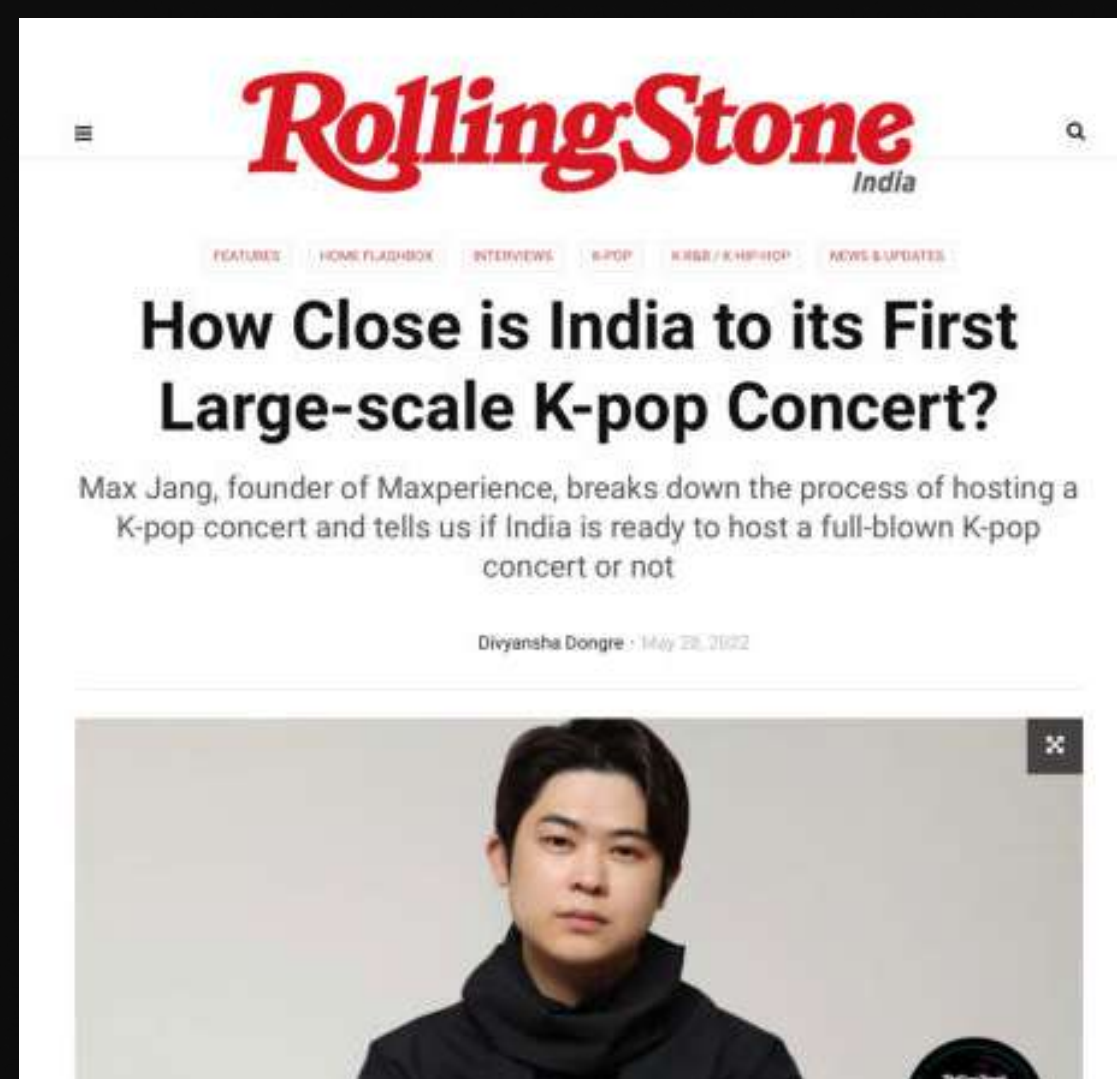 RollingStone
India
FEATURES HOME FLASHBOX INTERVIEWS K-POP K-R&B / K-HIP-HOP NEWS & UPDATES
How Close is India to its First
Large-scale K-pop Concert?
Max Jang, founder of Maxperience, breaks down the process of hosting a
K-pop concert and tells us if India is ready to host a full-blown K-pop
concert or not
Divyansha Dongre · May 28, 2022